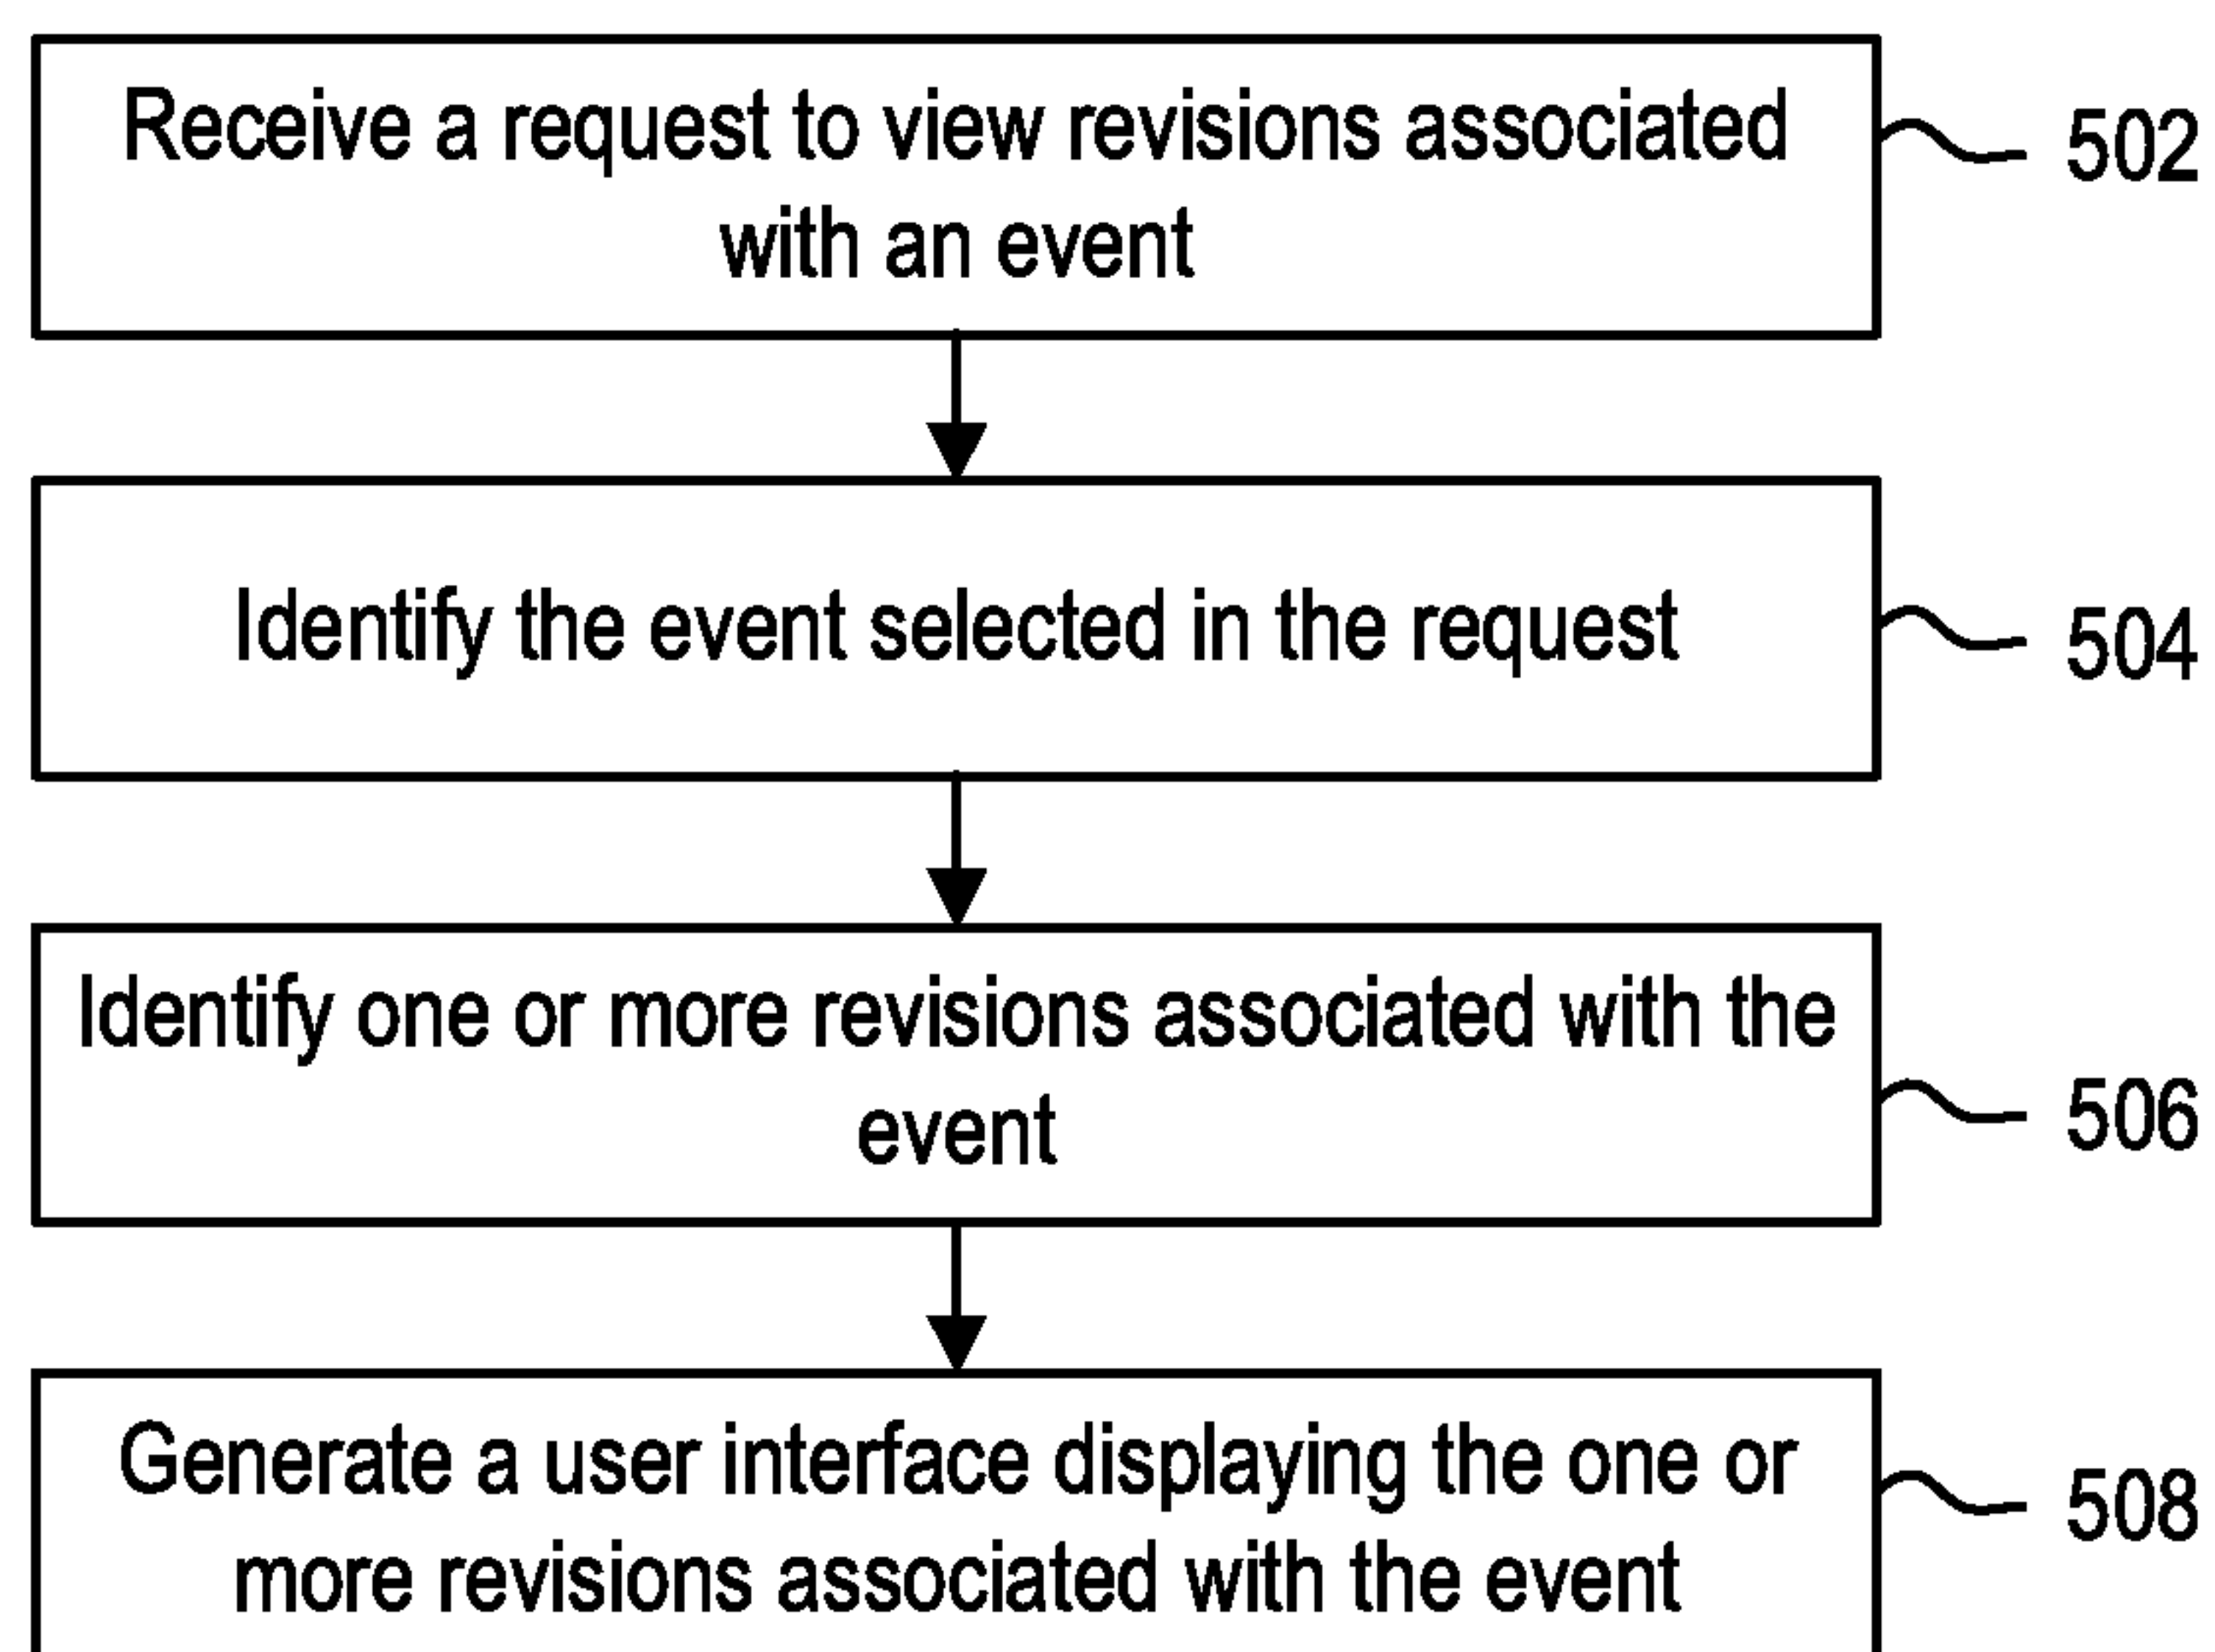 Receive a request to view revisions associated
with an event
502
Identify the event selected in the request
504
Identify one or more revisions associated with the
event
506
Generate a user interface displaying the one or
more revisions associated with the event
508